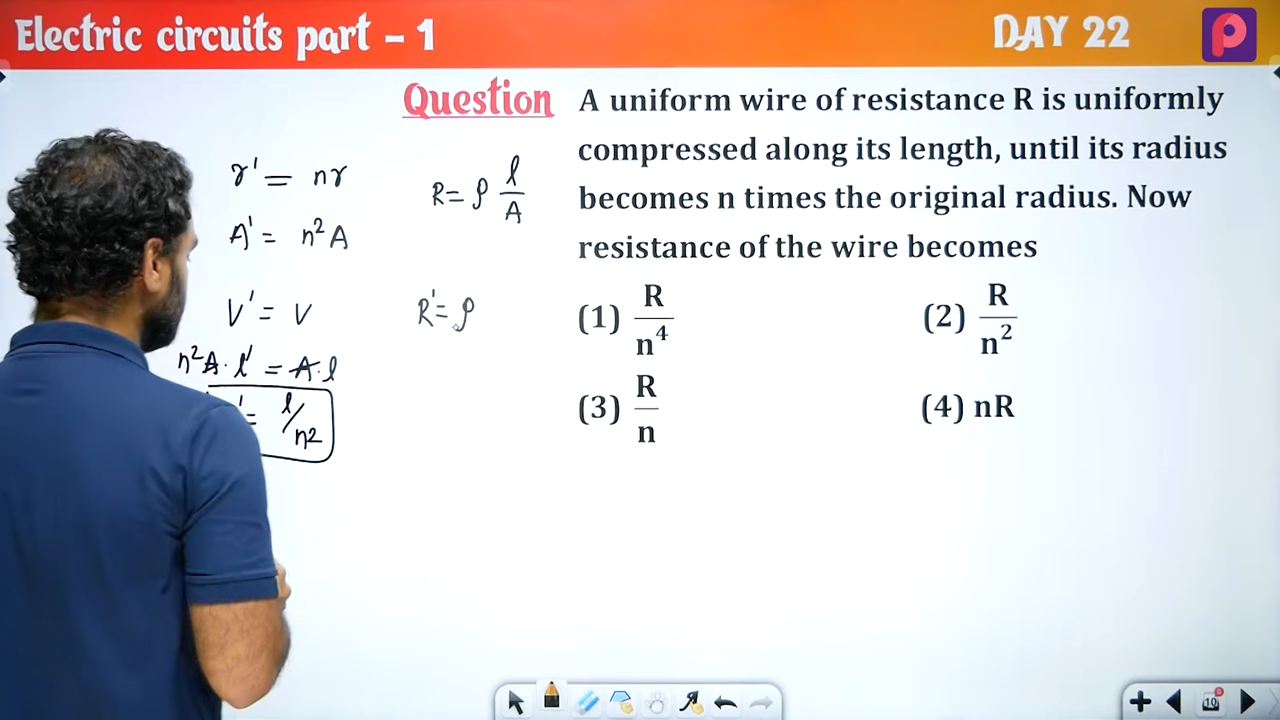 Electric circuits part – 1
DAY 22
Question A uniform wire of resistance R is uniformly
compressed along its length, until its radius
becomes n times the original radius. Now
resistance of the wire becomes
(1) R/n⁴
(2) R/n²
(3) R/n
(4) nR
r' = nr
A' = n²A
V' = V
n²A · l' = A · l
' = l/n²
R = ρ l/A
R' = ρ
10